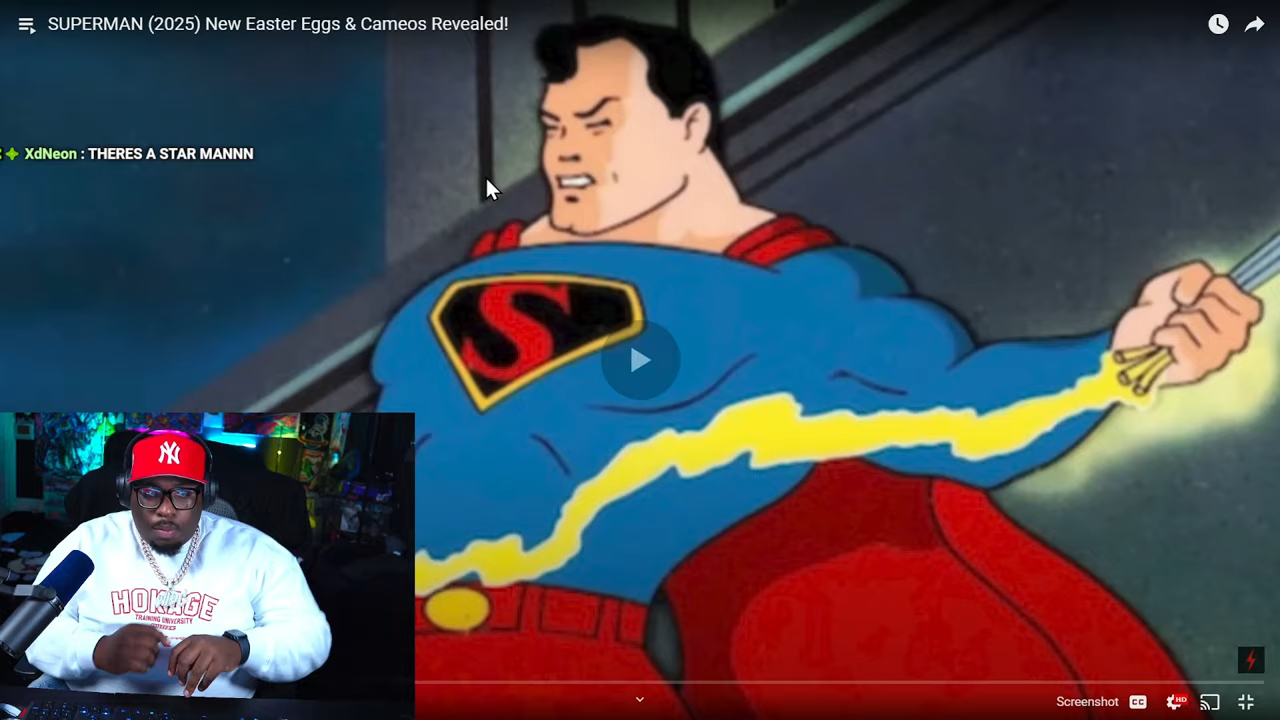 SUPERMAN (2025) New Easter Eggs & Cameos Revealed!
XdNeon : THERES A STAR MANNN
S
NY
HOKAGE
TRAINING UNIVERSITY
Screenshot CC HD